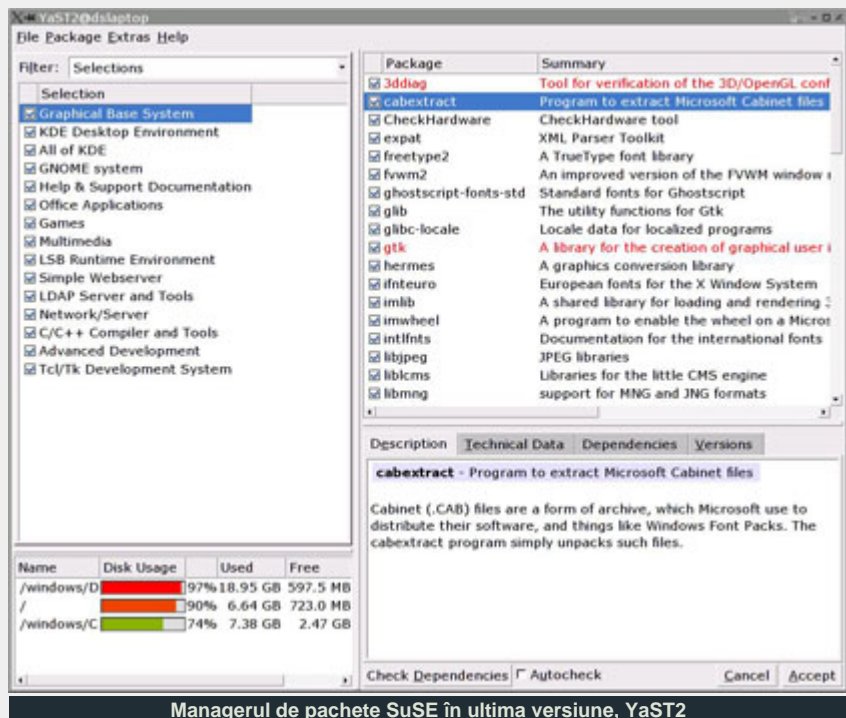 YaST2@dslaptop
File Package Extras Help
Filter: Selections
Selection
Graphical Base System
KDE Desktop Environment
All of KDE
GNOME system
Help & Support Documentation
Office Applications
Games
Multimedia
LSB Runtime Environment
Simple Webserver
LDAP Server and Tools
Network/Server
C/C++ Compiler and Tools
Advanced Development
Tcl/Tk Development System
Name Disk Usage Used Free
/windows/D 97% 18.95 GB 597.5 MB
/ 90% 6.64 GB 723.0 MB
/windows/C 74% 7.38 GB 2.47 GB
Package Summary
3ddiag Tool for verification of the 3D/OpenGL conf
cabextract Program to extract Microsoft Cabinet files
CheckHardware CheckHardware tool
expat XML Parser Toolkit
freetype2 A TrueType font library
fvwm2 An improved version of the FVWM window
ghostscript-fonts-std Standard fonts for Ghostscript
glib The utility functions for Gtk
glibc-locale Locale data for localized programs
gtk A library for the creation of graphical user
hermes A graphics conversion library
ifnteuro European fonts for the X Window System
imlib A shared library for loading and rendering
imwheel A program to enable the wheel on a Micros
intlfnts Documentation for the international fonts
libjpeg JPEG libraries
liblcms Libraries for the little CMS engine
libmng support for MNG and JNG formats
Description Technical Data Dependencies Versions
cabextract - Program to extract Microsoft Cabinet files
Cabinet (.CAB) files are a form of archive, which Microsoft use to
distribute their software, and things like Windows Font Packs. The
cabextract program simply unpacks such files.
Check Dependencies Autocheck Cancel Accept
Managerul de pachete SuSE în ultima versiune, YaST2